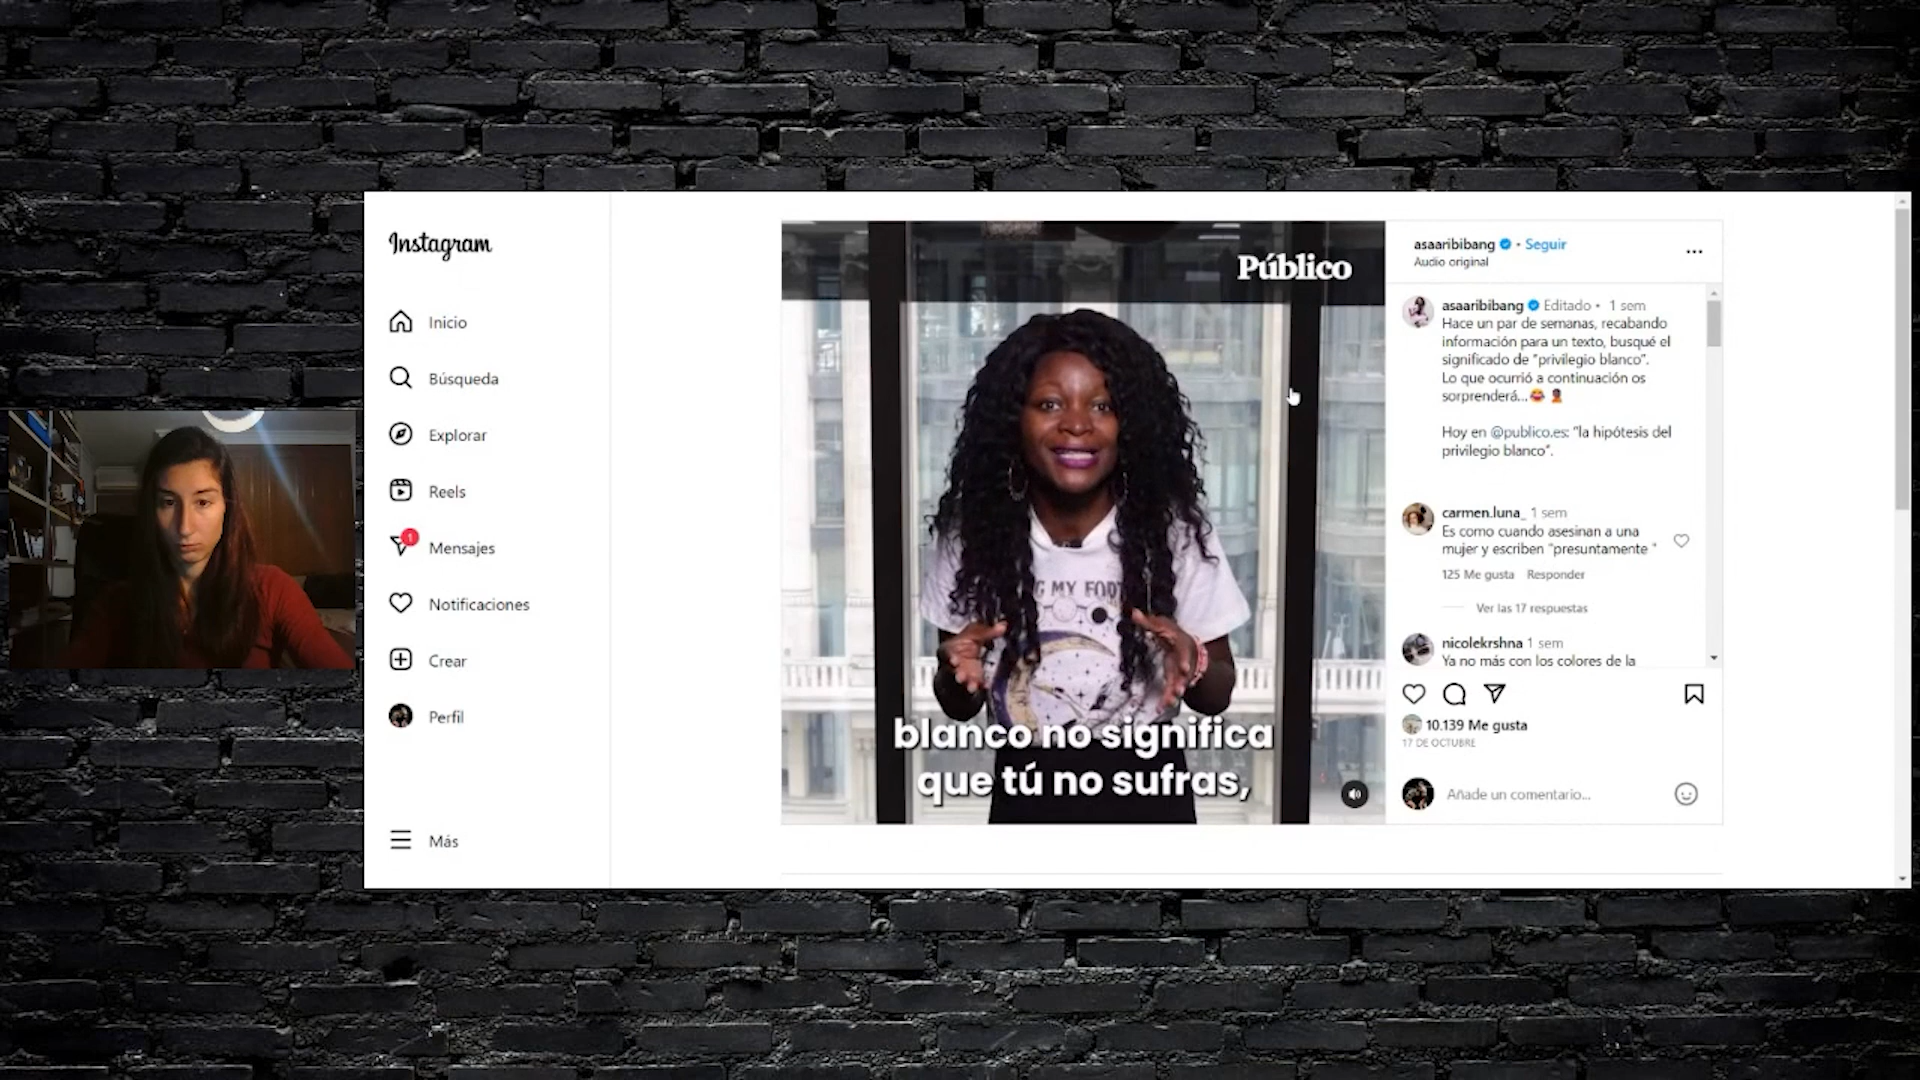 Instagram
Inicio
Búsqueda
Explorar
Reels
1
Mensajes
Notificaciones
Crear
Perfil
Más
Público
G MY FOOT
blanco no significa
que tú no sufras,
asaaribibang • Seguir
Audio original
asaaribibang Editado • 1 sem
Hace un par de semanas, recabando
información para un texto, busqué el
significado de "privilegio blanco".
Lo que ocurrió a continuación os
sorprenderá...
Hoy en @publico.es: "la hipótesis del
privilegio blanco".
carmen.luna_ 1 sem
Es como cuando asesinan a una
mujer y escriben "presuntamente "
125 Me gusta Responder
Ver las 17 respuestas
nicolekrshna 1 sem
Ya no más con los colores de la
10.139 Me gusta
17 DE OCTUBRE
Añade un comentario...